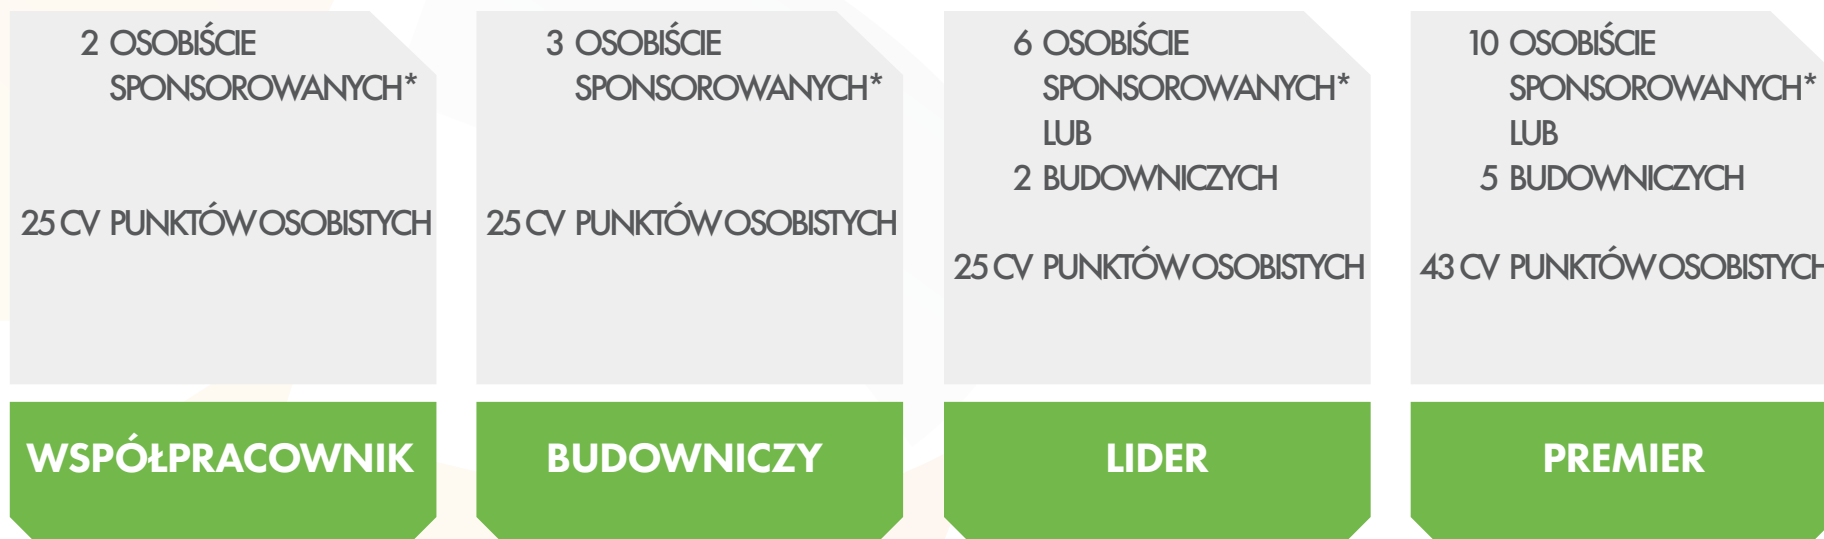 2 OSOBIŚCIE
SPONSOROWANYCH*
25 CV PUNKTÓW OSOBISTYCH
WSPÓŁPRACOWNIK
3 OSOBIŚCIE
SPONSOROWANYCH*
25 CV PUNKTÓW OSOBISTYCH
BUDOWNICZY
6 OSOBIŚCIE
SPONSOROWANYCH*
LUB
2 BUDOWNICZYCH
25 CV PUNKTÓW OSOBISTYCH
LIDER
10 OSOBIŚCIE
SPONSOROWANYCH*
LUB
5 BUDOWNICZYCH
43 CV PUNKTÓW OSOBISTYCH
PREMIER